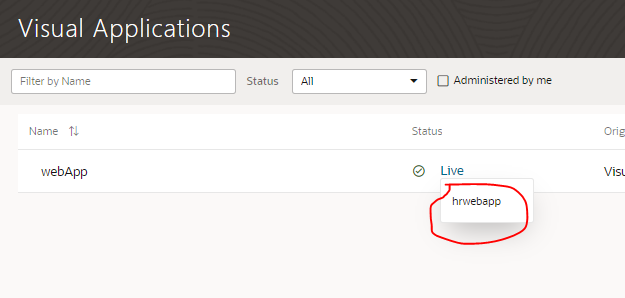 Visual Applications
Filter by Name Status All Administered by me
Name Status Orig
webApp Live Visu
hrwebapp